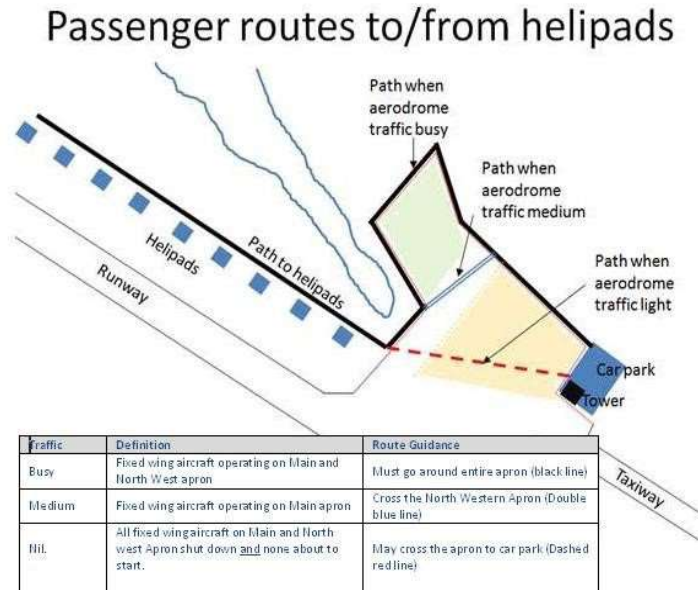 Passenger routes to/from helipads
Path when
aerodrome
traffic busy
Path when
aerodrome
traffic medium
Path when
aerodrome
traffic light
Helipads
Path to helipads
Runway
Car park
Tower
Taxiway
Traffic Definition Route Guidance
Busy
Fixed wing aircraft operating on Main and
North West apron
Must go around entire apron (black line)
Medium
Fixed wing aircraft operating on Main apron
Cross the North Western Apron (Double
blue line)
Nil.
All fixed wing aircraft on Main and North
west Apron shut down and none about to
start.
May cross the apron to car park (Dashed
red line)